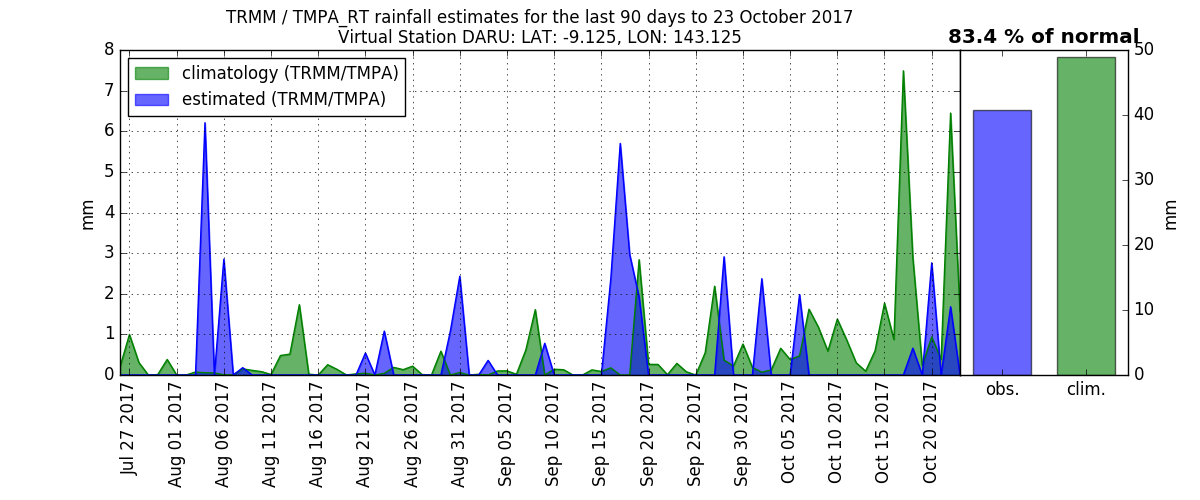 TRMM / TMPA_RT rainfall estimates for the last 90 days to 23 October 2017
Virtual Station DARU: LAT: -9.125, LON: 143.125
83.4 % of normal
climatology (TRMM/TMPA)
estimated (TRMM/TMPA)
mm
8
7
6
5
4
3
2
1
0
Jul 27 2017
Aug 01 2017
Aug 06 2017
Aug 11 2017
Aug 16 2017
Aug 21 2017
Aug 26 2017
Aug 31 2017
Sep 05 2017
Sep 10 2017
Sep 15 2017
Sep 20 2017
Sep 25 2017
Sep 30 2017
Oct 05 2017
Oct 10 2017
Oct 15 2017
Oct 20 2017
obs.
clim.
50
40
30
20
10
0
mm